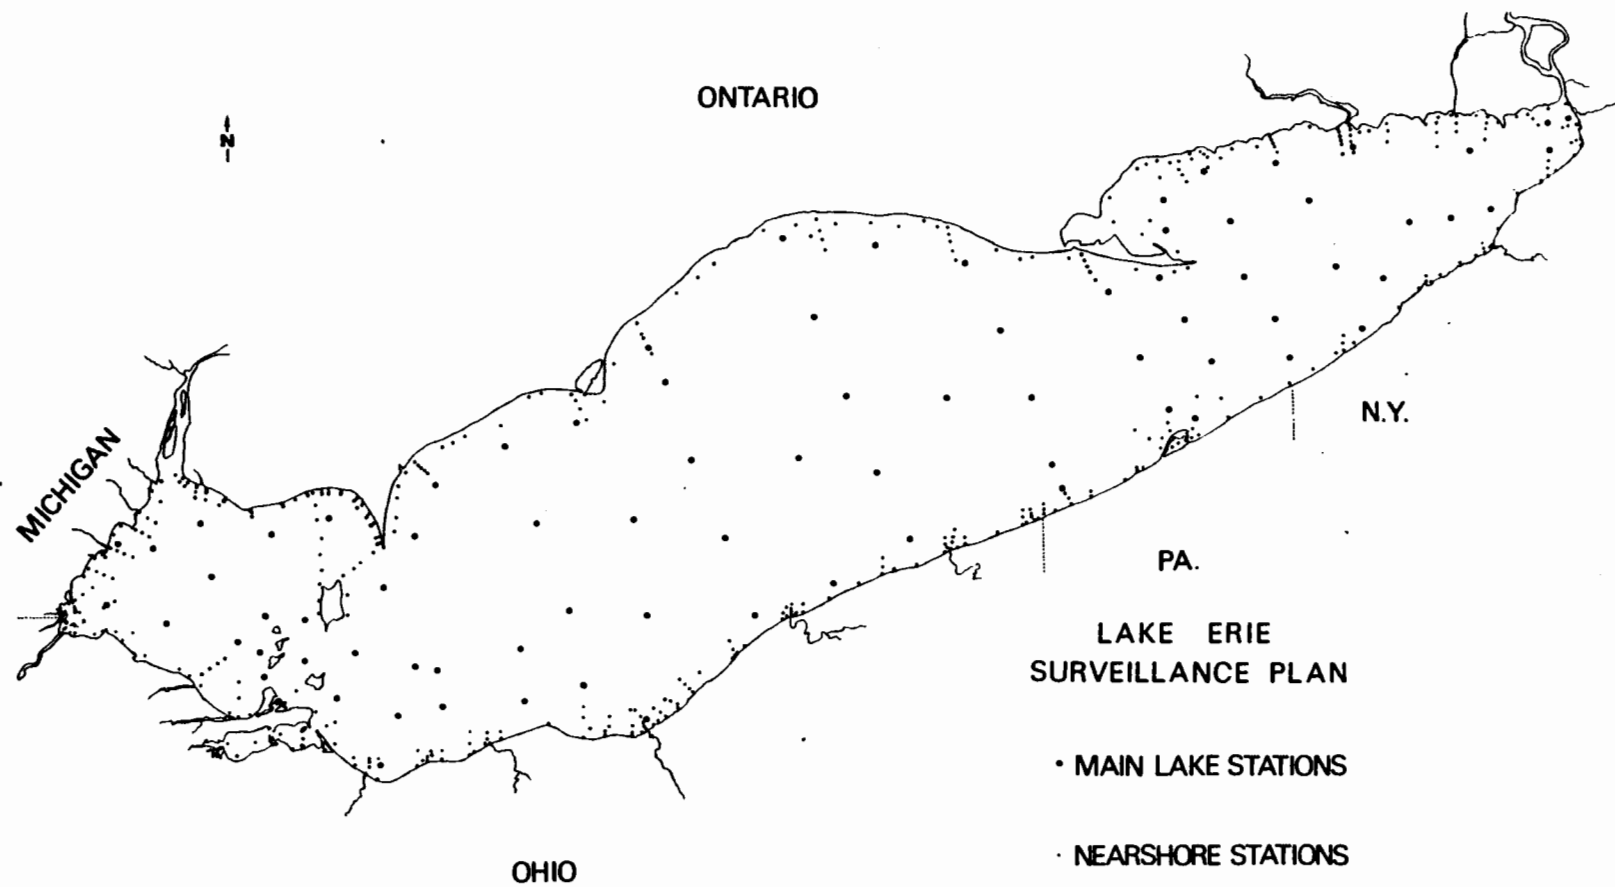 ONTARIO
N
MICHIGAN
N.Y.
PA.
LAKE ERIE
SURVEILLANCE PLAN
• MAIN LAKE STATIONS
· NEARSHORE STATIONS
OHIO